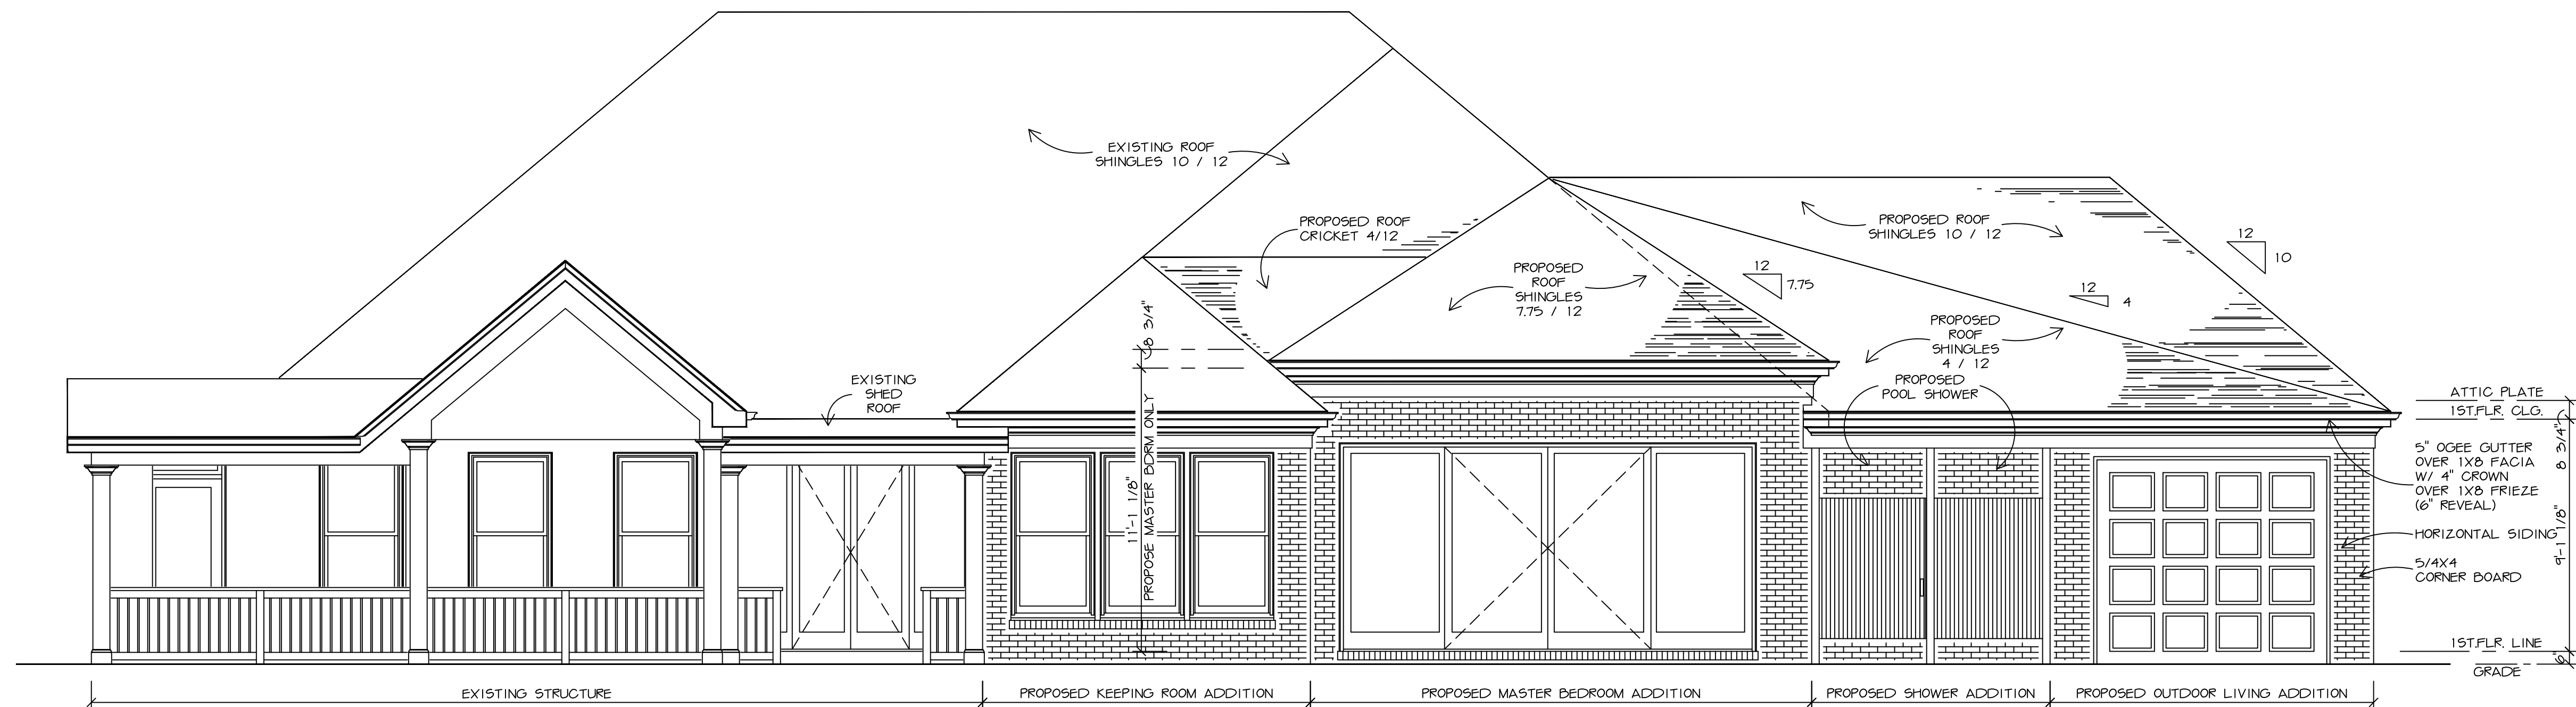 EXISTING ROOF
SHINGLES 10 / 12
PROPOSED ROOF
CRICKET 4/12
PROPOSED
ROOF
SHINGLES
7.75 / 12
12
7.75
PROPOSED ROOF
SHINGLES 10 / 12
12
10
12
4
PROPOSED
ROOF
SHINGLES
4 / 12
PROPOSED
POOL SHOWER
EXISTING
SHED
ROOF
8 3/4"
11'-1 1/8"
PROPOSE MASTER BDRM ONLY
ATTIC PLATE
1ST.FLR. CLG.
5" OGEE GUTTER
OVER 1X8 FACIA
W/ 4" CROWN
OVER 1X8 FRIEZE
(6" REVEAL)
HORIZONTAL SIDING
5/4X4
CORNER BOARD
8 3/4"
9'-1 1/8"
1ST.FLR. LINE
6"
GRADE
EXISTING STRUCTURE
PROPOSED KEEPING ROOM ADDITION
PROPOSED MASTER BEDROOM ADDITION
PROPOSED SHOWER ADDITION
PROPOSED OUTDOOR LIVING ADDITION